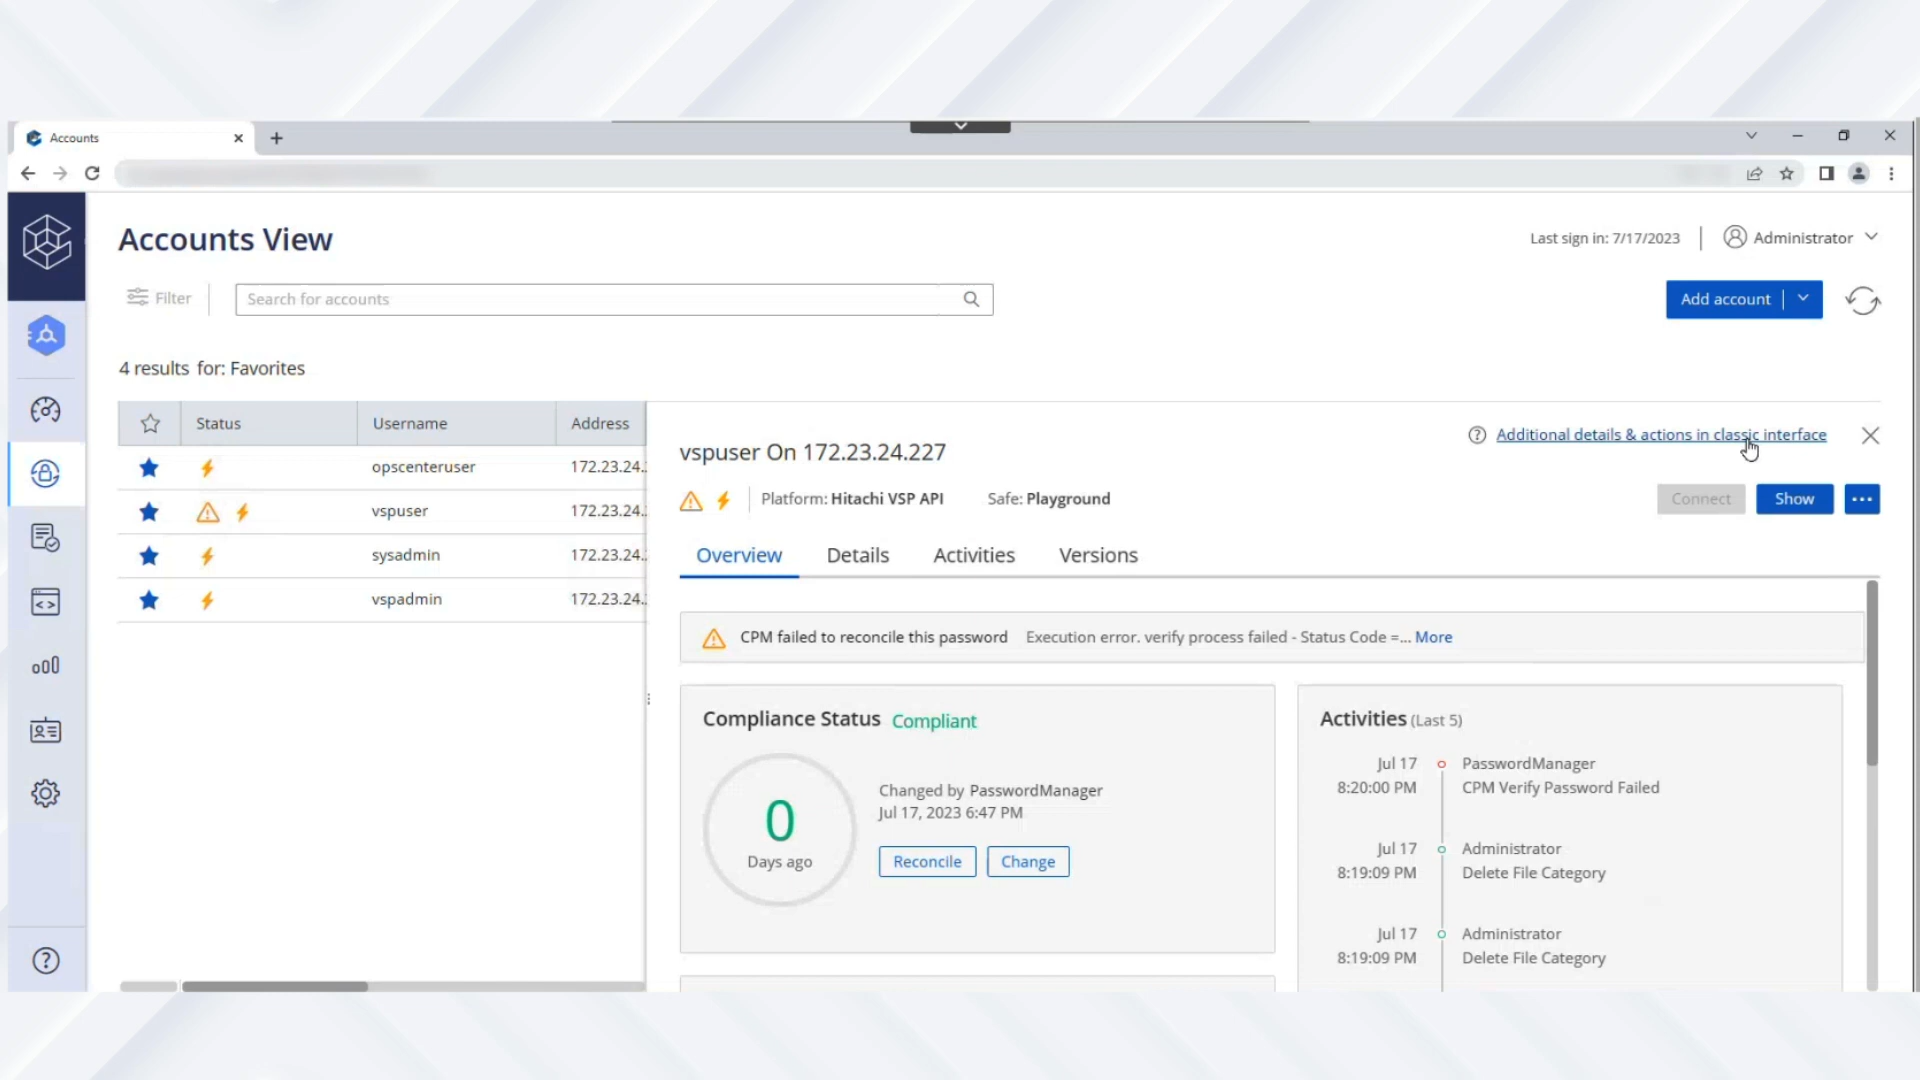 Accounts
Accounts View
Last sign in: 7/17/2023
Administrator
Filter
Search for accounts
Add account
4 results for: Favorites
Status
Username
Address
opscenteruser
172.23.24.
vspuser
172.23.24.
sysadmin
172.23.24.
vspadmin
172.23.24.
Additional details & actions in classic interface
vspuser On 172.23.24.227
Platform: Hitachi VSP API
Safe: Playground
Connect
Show
Overview
Details
Activities
Versions
CPM failed to reconcile this password
Execution error. verify process failed - Status Code =... More
Compliance Status Compliant
0
Days ago
Changed by PasswordManager
Jul 17, 2023 6:47 PM
Reconcile
Change
Activities (Last 5)
Jul 17
PasswordManager
8:20:00 PM
CPM Verify Password Failed
Jul 17
Administrator
8:19:09 PM
Delete File Category
Jul 17
Administrator
8:19:09 PM
Delete File Category